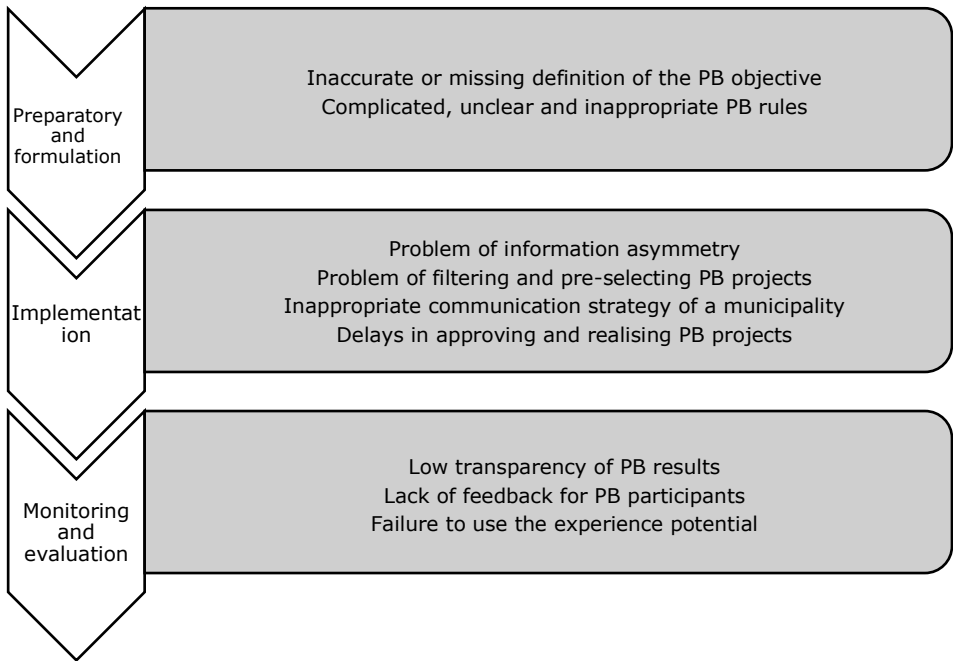 Preparatory
and
formulation
Inaccurate or missing definition of the PB objective
Complicated, unclear and inappropriate PB rules
Implementat
ion
Problem of information asymmetry
Problem of filtering and pre-selecting PB projects
Inappropriate communication strategy of a municipality
Delays in approving and realising PB projects
Monitoring
and
evaluation
Low transparency of PB results
Lack of feedback for PB participants
Failure to use the experience potential